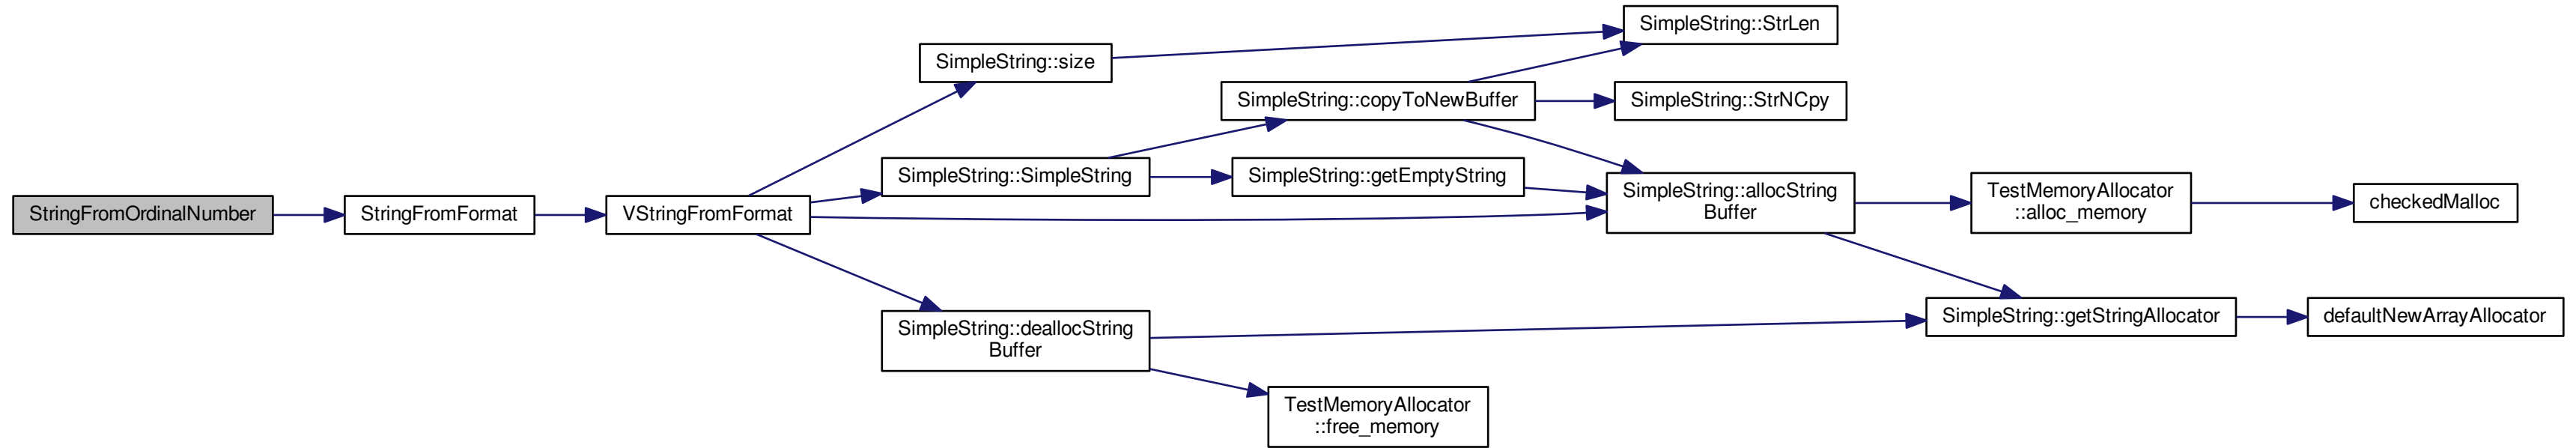 StringFromOrdinalNumber
StringFromFormat
VStringFromFormat
SimpleString::size
SimpleString::SimpleString
SimpleString::deallocString
Buffer
SimpleString::copyToNewBuffer
SimpleString::getEmptyString
TestMemoryAllocator
::free_memory
SimpleString::StrLen
SimpleString::StrNCpy
SimpleString::allocString
Buffer
TestMemoryAllocator
::alloc_memory
SimpleString::getStringAllocator
checkedMalloc
defaultNewArrayAllocator